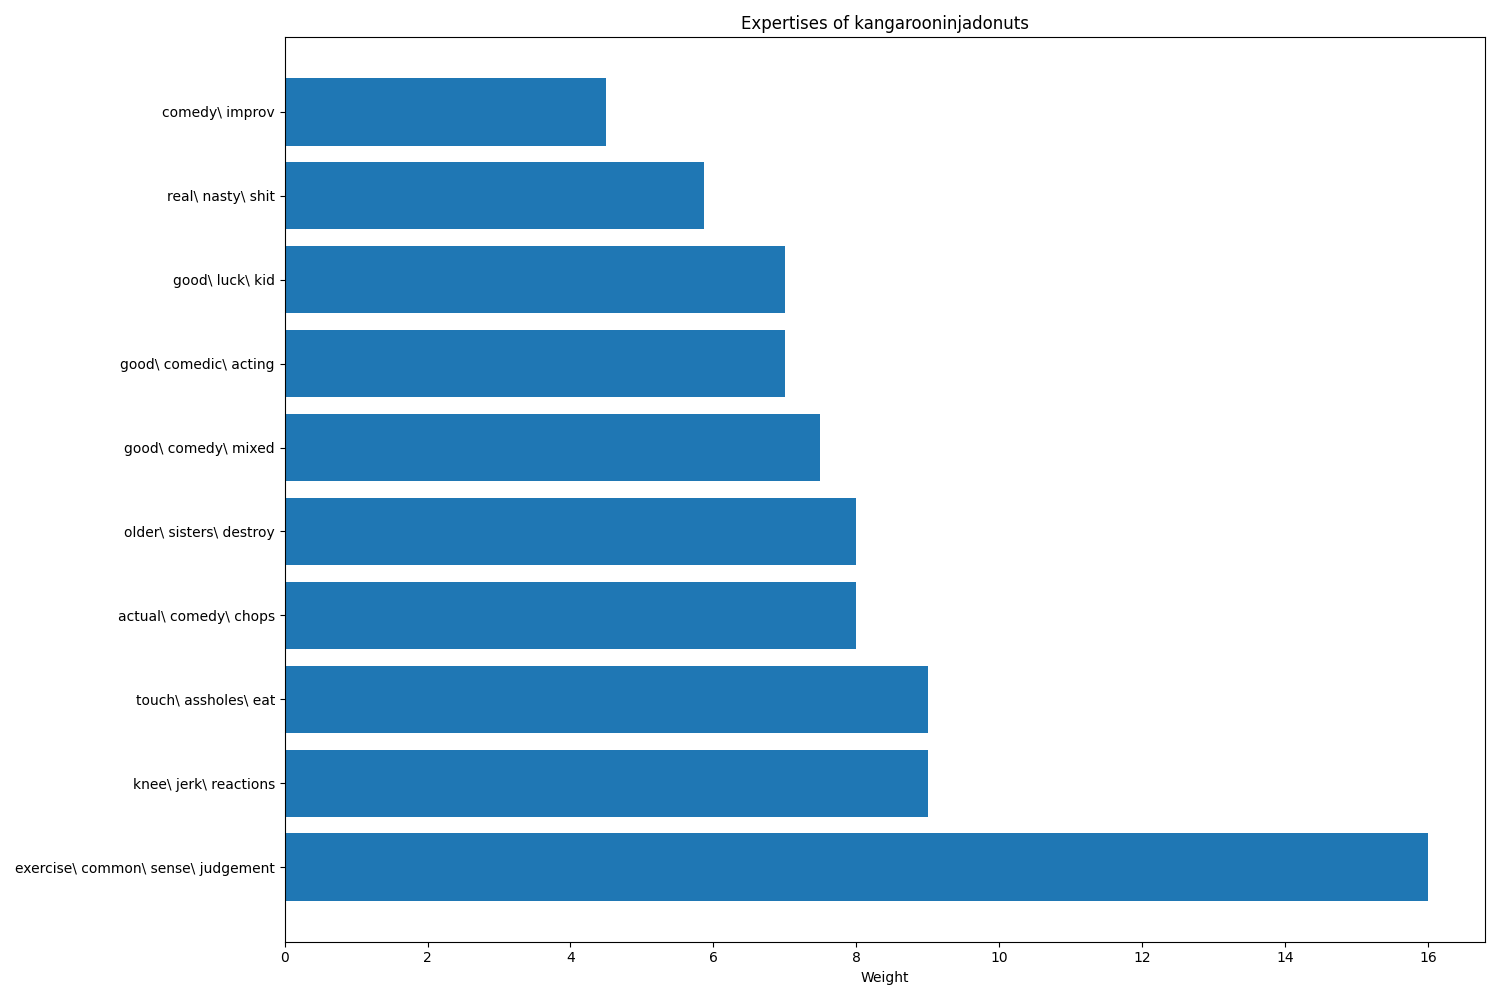 Expertises of kangarooninjadonuts
comedy\ improv
real\ nasty\ shit
good\ luck\ kid
good\ comedic\ acting
good\ comedy\ mixed
older\ sisters\ destroy
actual\ comedy\ chops
touch\ assholes\ eat
knee\ jerk\ reactions
exercise\ common\ sense\ judgement
0 2 4 6 8 10 12 14 16
Weight